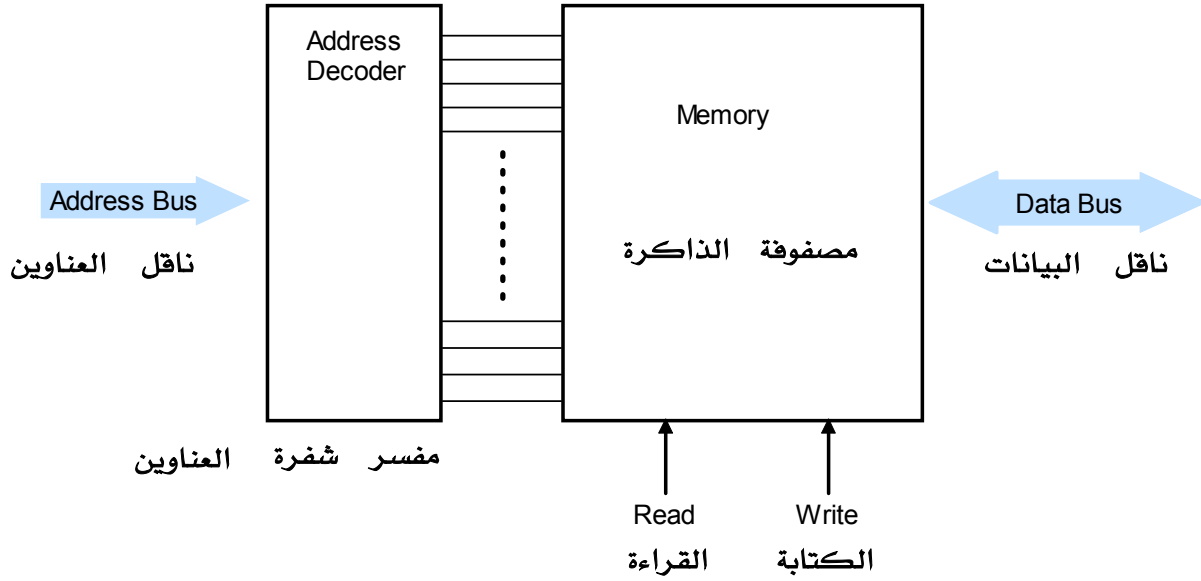 Address
Decoder
Memory
Address Bus
Data Bus
ناقل العناوين
مصفوفة الذاكرة
ناقل البيانات
مفسر شفرة العناوين
Read
Write
القراءة
الكتابة